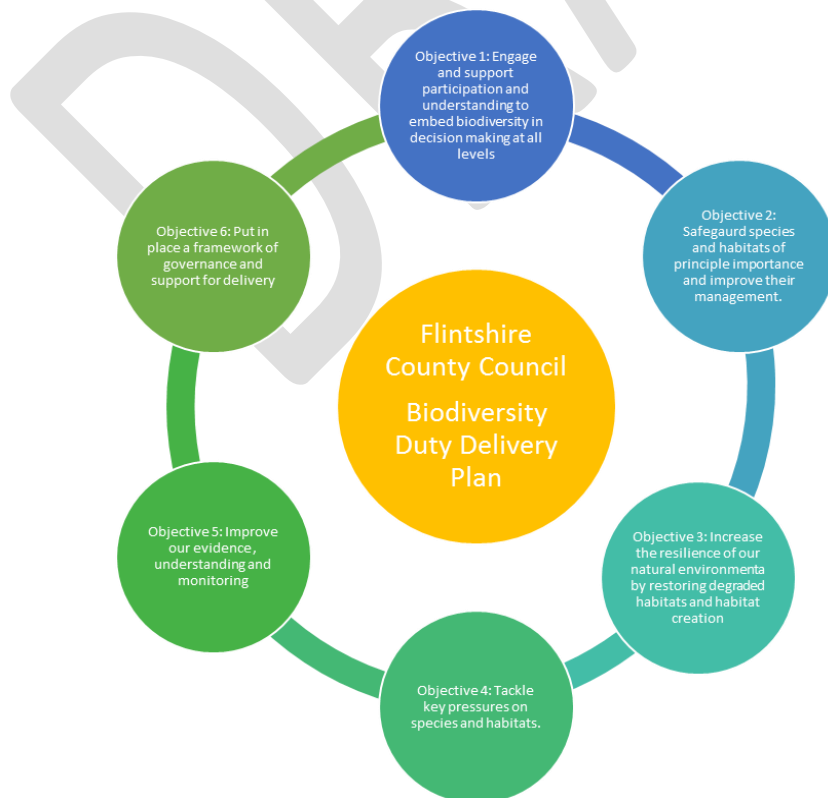 Objective 1: Engage
and support
participation and
understanding to
embed biodiversity in
decision making at all
levels
Objective 2:
Safegaurd species
and habitats of
principle importance
and improve their
management.
Objective 3: Increase
the resilience of our
natural environmenta
by restoring degraded
habitats and habitat
creation
Objective 4: Tackle
key pressures on
species and habitats.
Objective 5: Improve
our evidence,
understanding and
monitoring
Objective 6: Put in
place a framework of
governance and
support for delivery
Flintshire
County Council
Biodiversity
Duty Delivery
Plan